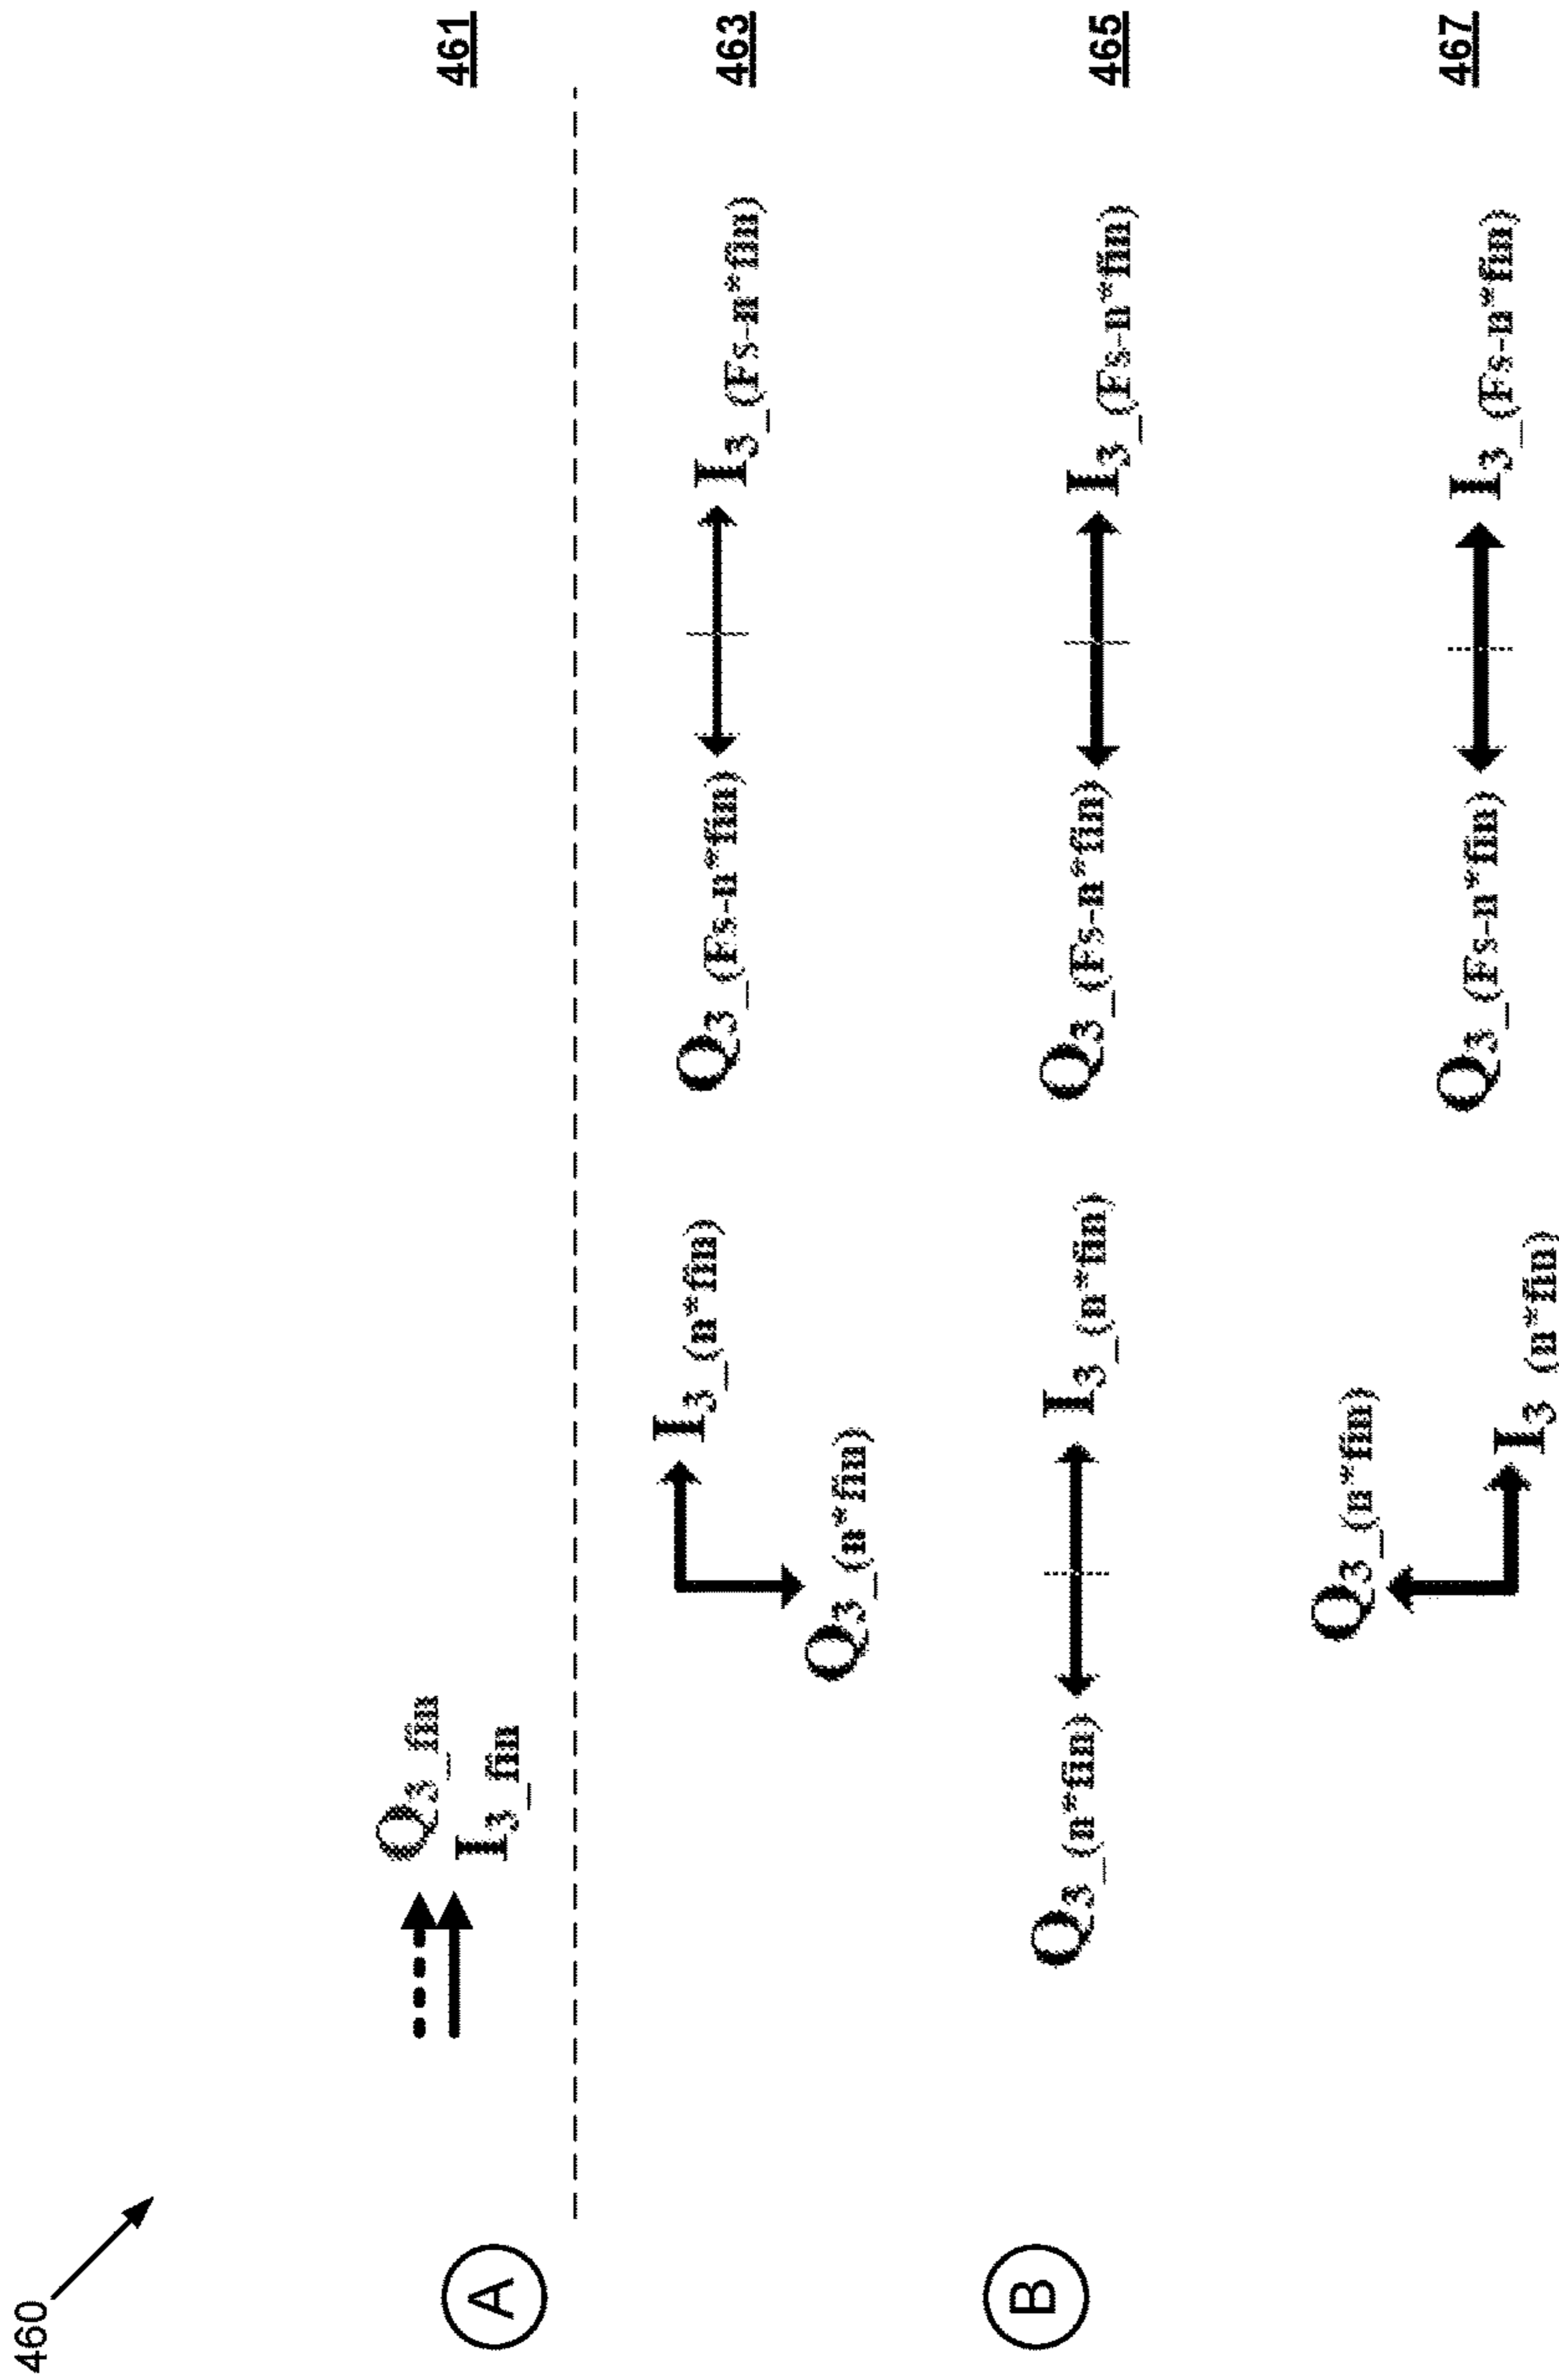 460
A
Q3_fin
I3_fin
461
B
I3_(n*fin)
Q3_(n*fin)
Q3_(Fs-n*fin)
I3_(Fs-n*fin)
463
Q3_(n*fin)
I3_(n*fin)
Q3_(Fs-n*fin)
I3_(Fs-n*fin)
465
Q3_(n*fin)
I3_(n*fin)
Q3_(Fs-n*fin)
I3_(Fs-n*fin)
467